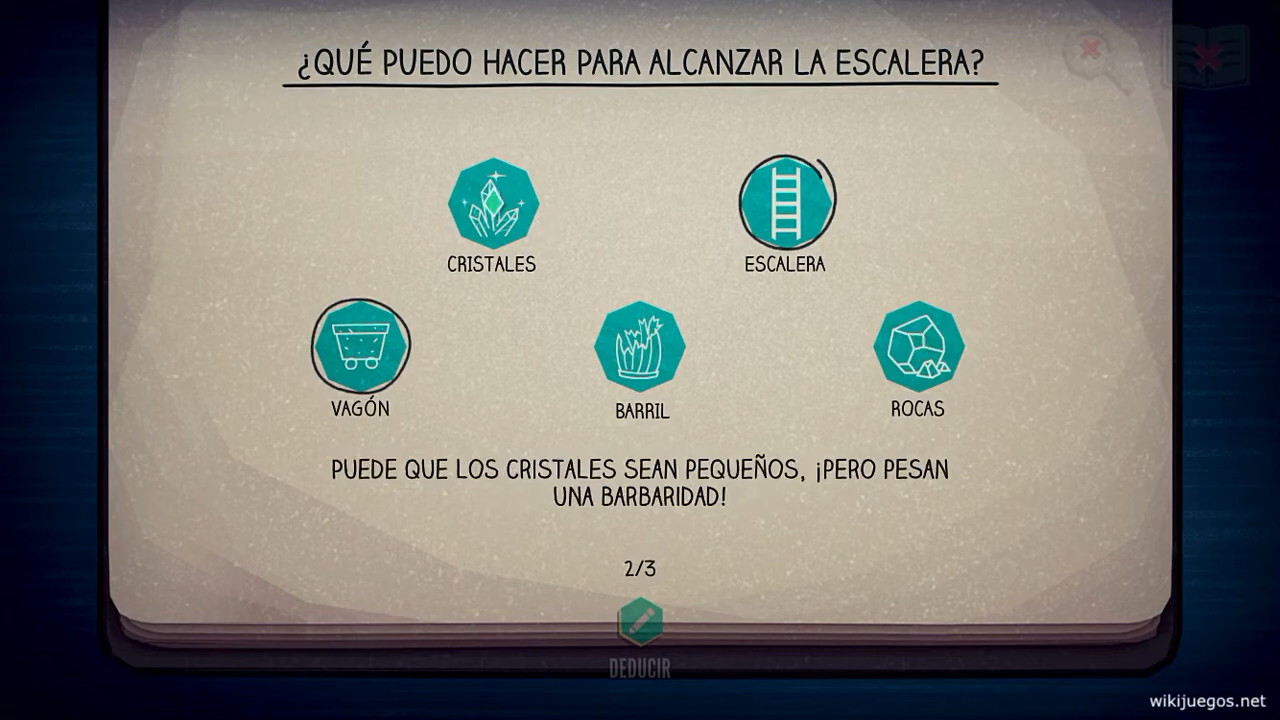 ¿QUÉ PUEDO HACER PARA ALCANZAR LA ESCALERA?
CRISTALES
ESCALERA
VAGÓN
BARRIL
ROCAS
PUEDE QUE LOS CRISTALES SEAN PEQUEÑOS, ¡PERO PESAN
UNA BARBARIDAD!
2/3
DEDUCIR
wikijuegos.net